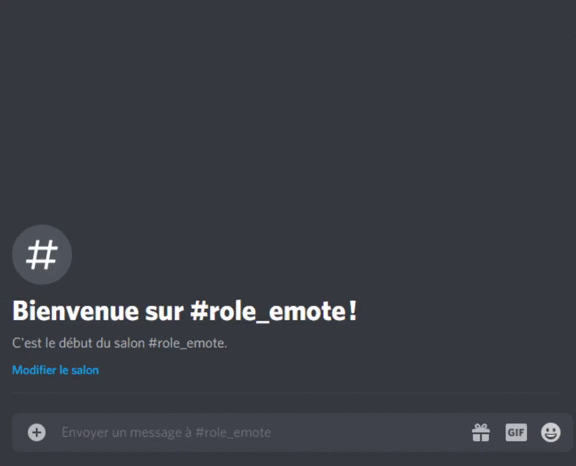 #
Bienvenue sur #role_emote !
C'est le début du salon #role_emote.
Modifier le salon
Envoyer un message à #role_emote
GIF